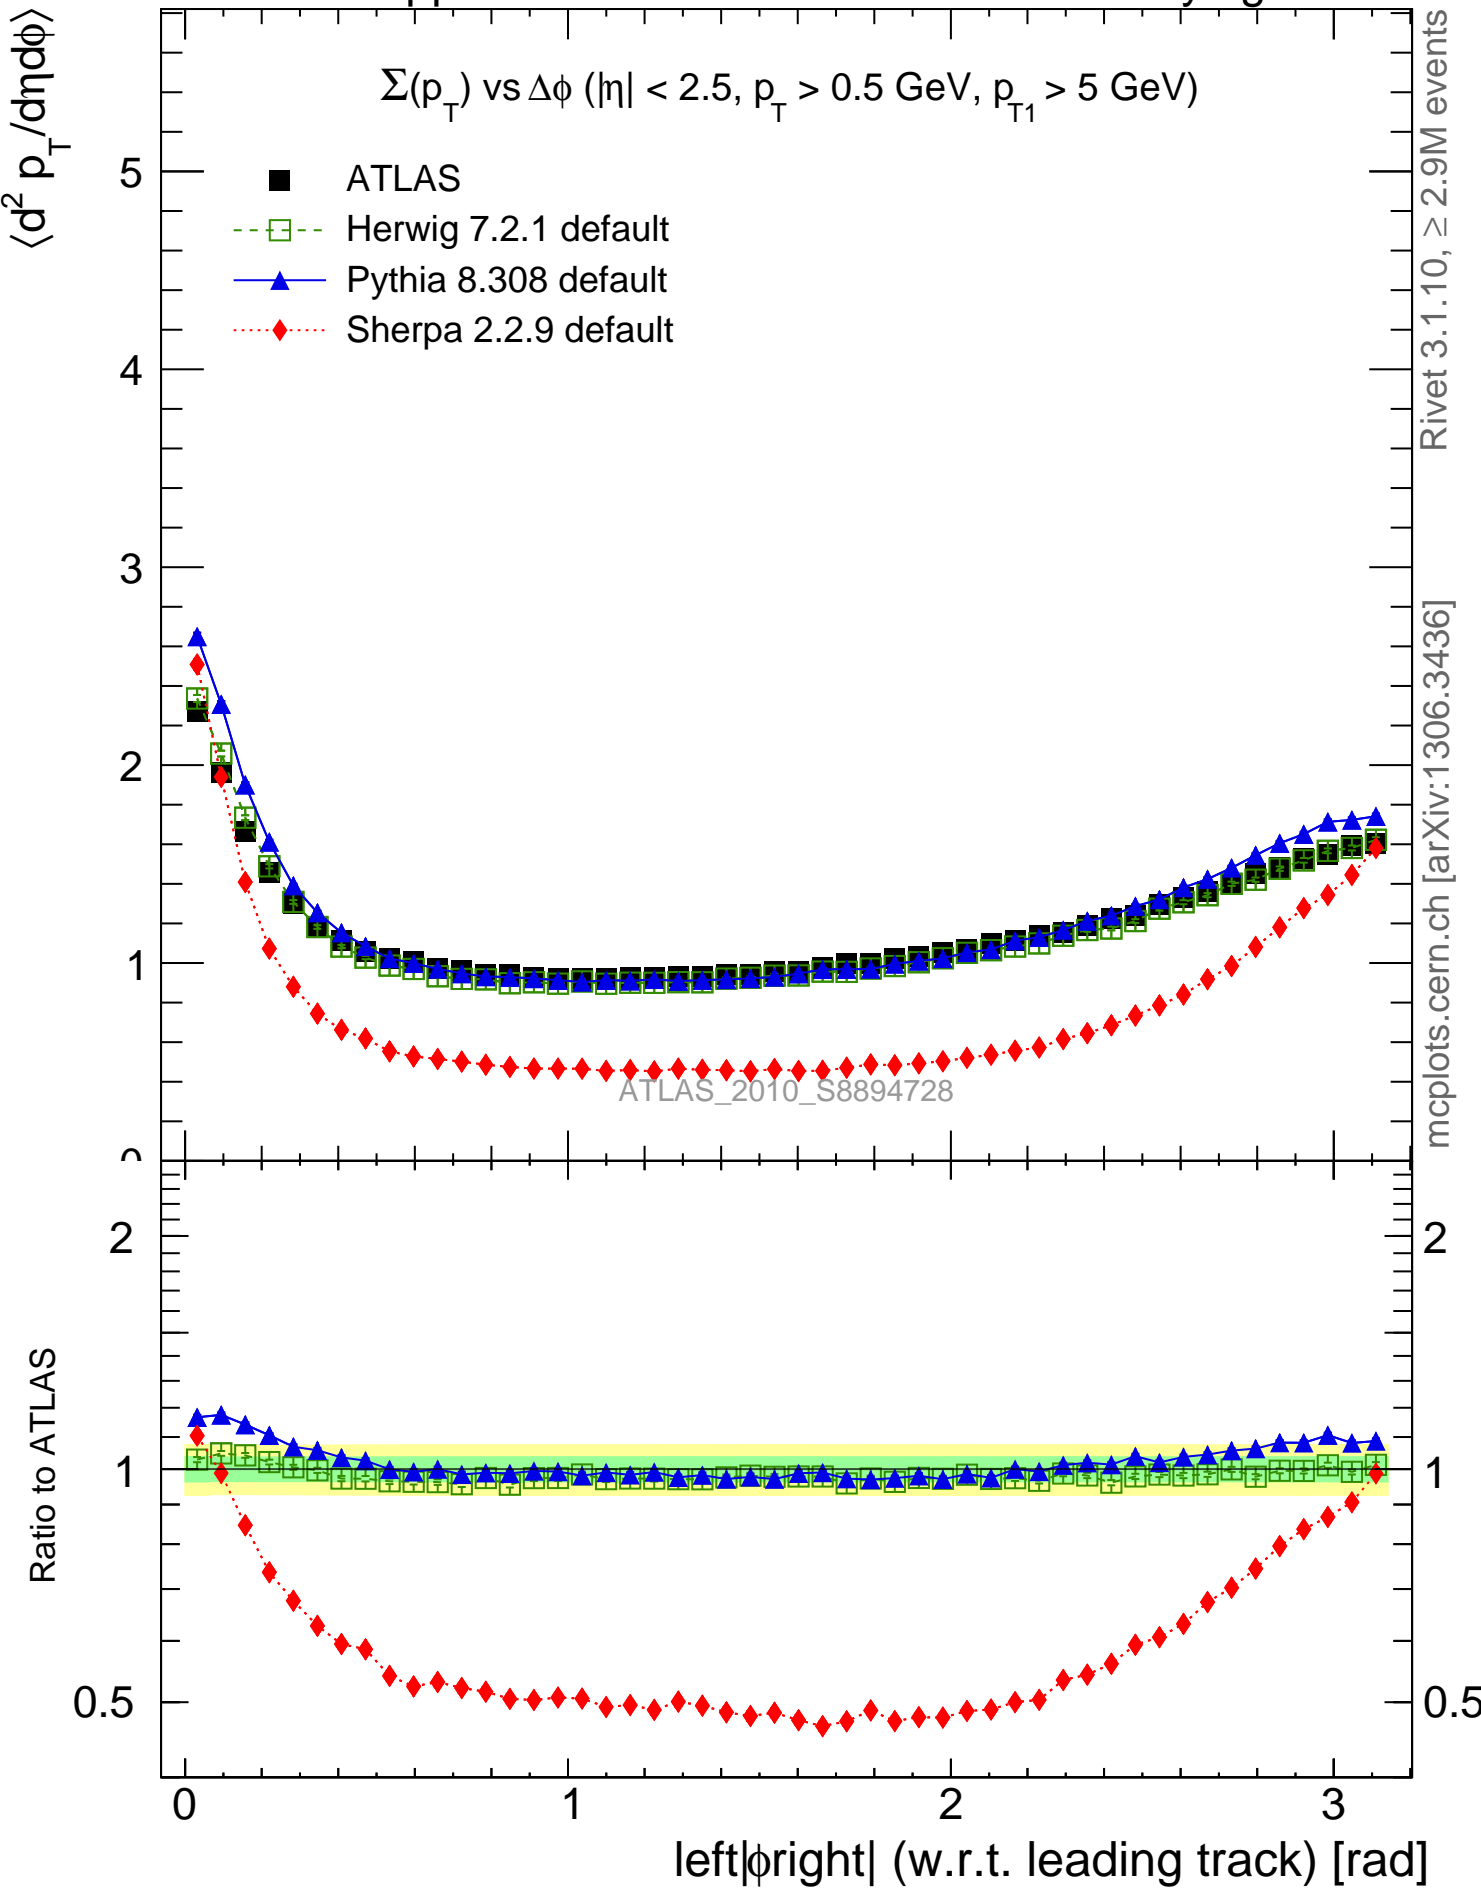 ⟨d² p_T/dηdϕ⟩
Σ(p_T) vs Δϕ (|η| < 2.5, p_T > 0.5 GeV, p_T1 > 5 GeV)
ATLAS
Herwig 7.2.1 default
Pythia 8.308 default
Sherpa 2.2.9 default
5
4
3
2
1
0
ATLAS_2010_S8894728
Rivet 3.1.10, ≥ 2.9M events
mcplots.cern.ch [arXiv:1306.3436]
Ratio to ATLAS
2
1
0.5
2
1
0.5
0
1
2
3
left|ϕright| (w.r.t. leading track) [rad]